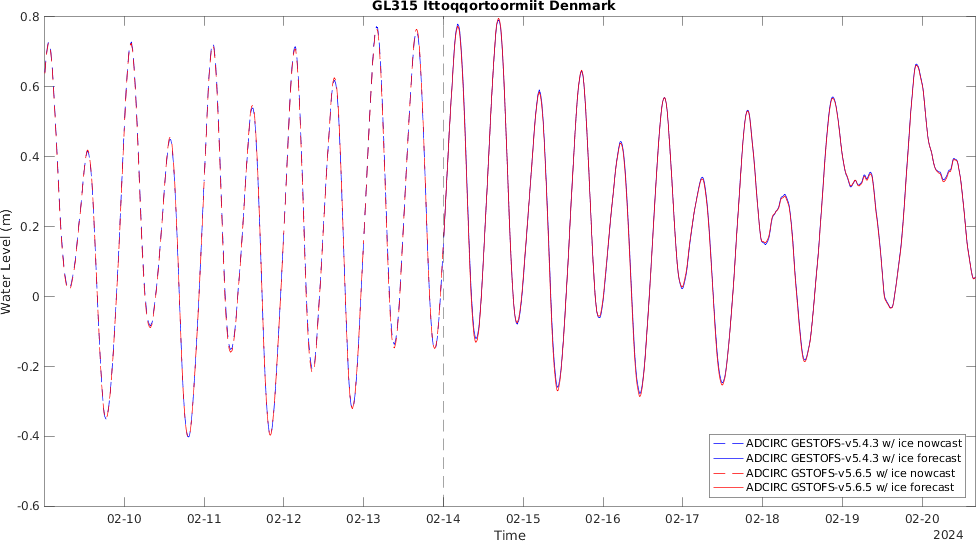 GL315 Ittoqqortoormiit Denmark
0.8
0.6
0.4
0.2
0
-0.2
-0.4
-0.6
Water Level (m)
ADCIRC GESTOFS-v5.4.3 w/ ice nowcast
ADCIRC GESTOFS-v5.4.3 w/ ice forecast
ADCIRC GSTOFS-v5.6.5 w/ ice nowcast
ADCIRC GSTOFS-v5.6.5 w/ ice forecast
02-10 02-11 02-12 02-13 02-14 02-15 02-16 02-17 02-18 02-19 02-20
Time
2024